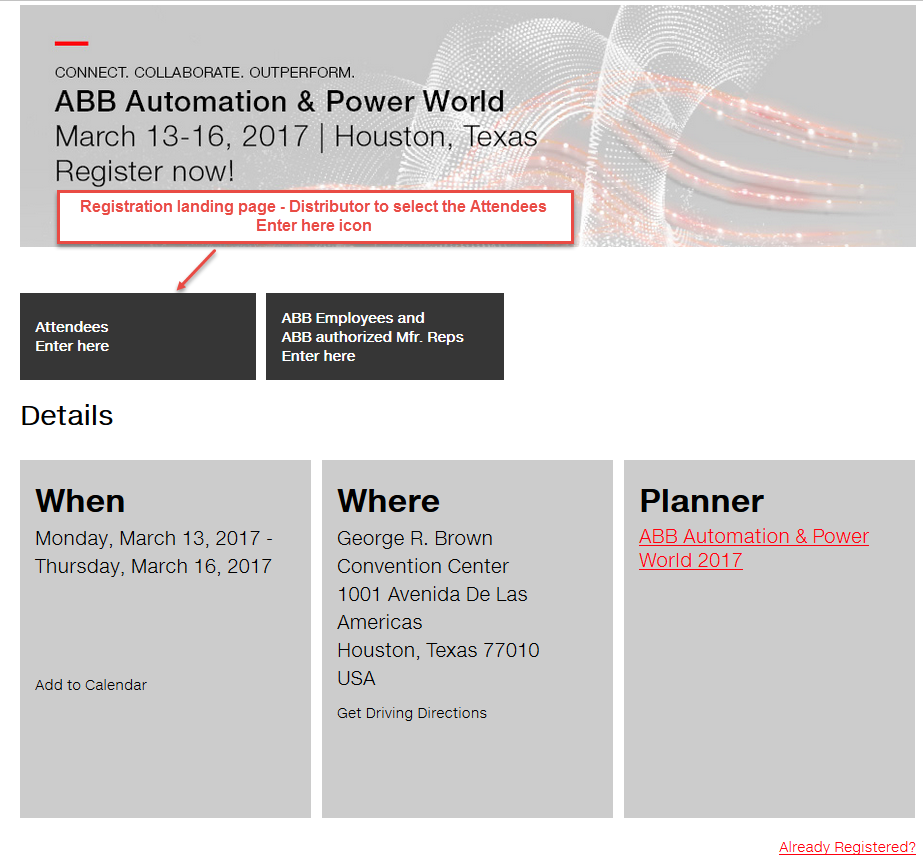 CONNECT. COLLABORATE. OUTPERFORM.
ABB Automation & Power World
March 13-16, 2017 | Houston, Texas
Register now!
Registration landing page - Distributor to select the Attendees
Enter here icon
Attendees
Enter here
ABB Employees and
ABB authorized Mfr. Reps
Enter here
Details
When
Monday, March 13, 2017 -
Thursday, March 16, 2017
Add to Calendar
Where
George R. Brown
Convention Center
1001 Avenida De Las
Americas
Houston, Texas 77010
USA
Get Driving Directions
Planner
ABB Automation & Power
World 2017
Already Registered?